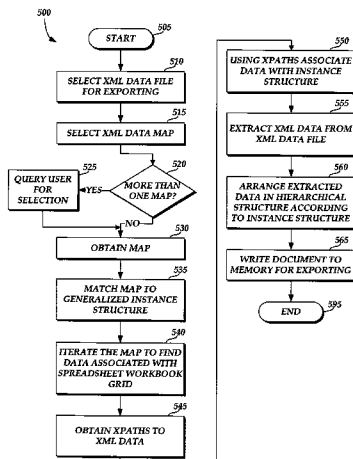 500
START
505
510
SELECT XML DATA FILE
FOR EXPORTING
515
SELECT XML DATA MAP
520
MORE THAN
ONE MAP?
YES
525
QUERY USER
FOR
SELECTION
NO
530
OBTAIN MAP
535
MATCH MAP TO
GENERALIZED INSTANCE
STRUCTURE
540
ITERATE THE MAP TO FIND
DATA ASSOCIATED WITH
SPREADSHEET WORKBOOK
GRID
545
OBTAIN XPATHS TO
XML DATA
550
USING XPATHS ASSOCIATE
DATA WITH INSTANCE
STRUCTURE
555
EXTRACT XML DATA FROM
XML DATA FILE
560
ARRANGE EXTRACTED
DATA IN HIERARCHICAL
STRUCTURE ACCORDING
TO INSTANCE STRUCTURE
565
WRITE DOCUMENT TO
MEMORY FOR EXPORTING
END
595